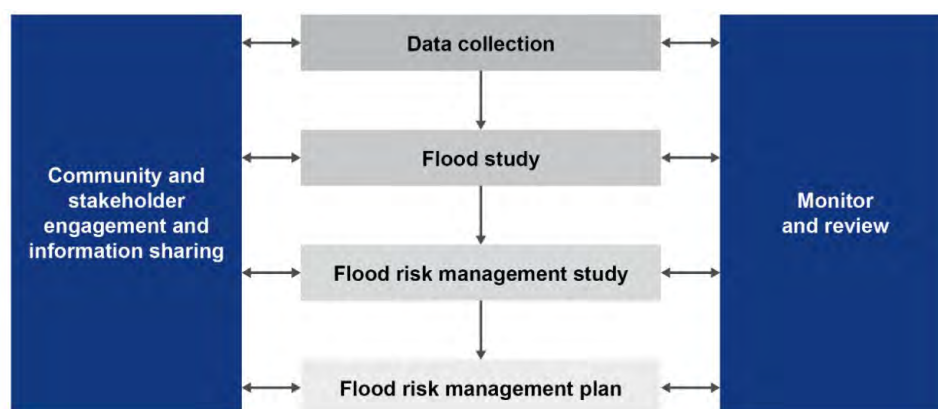 Data collection
Flood study
Community and
stakeholder
engagement and
information sharing
Monitor
and review
Flood risk management study
Flood risk management plan